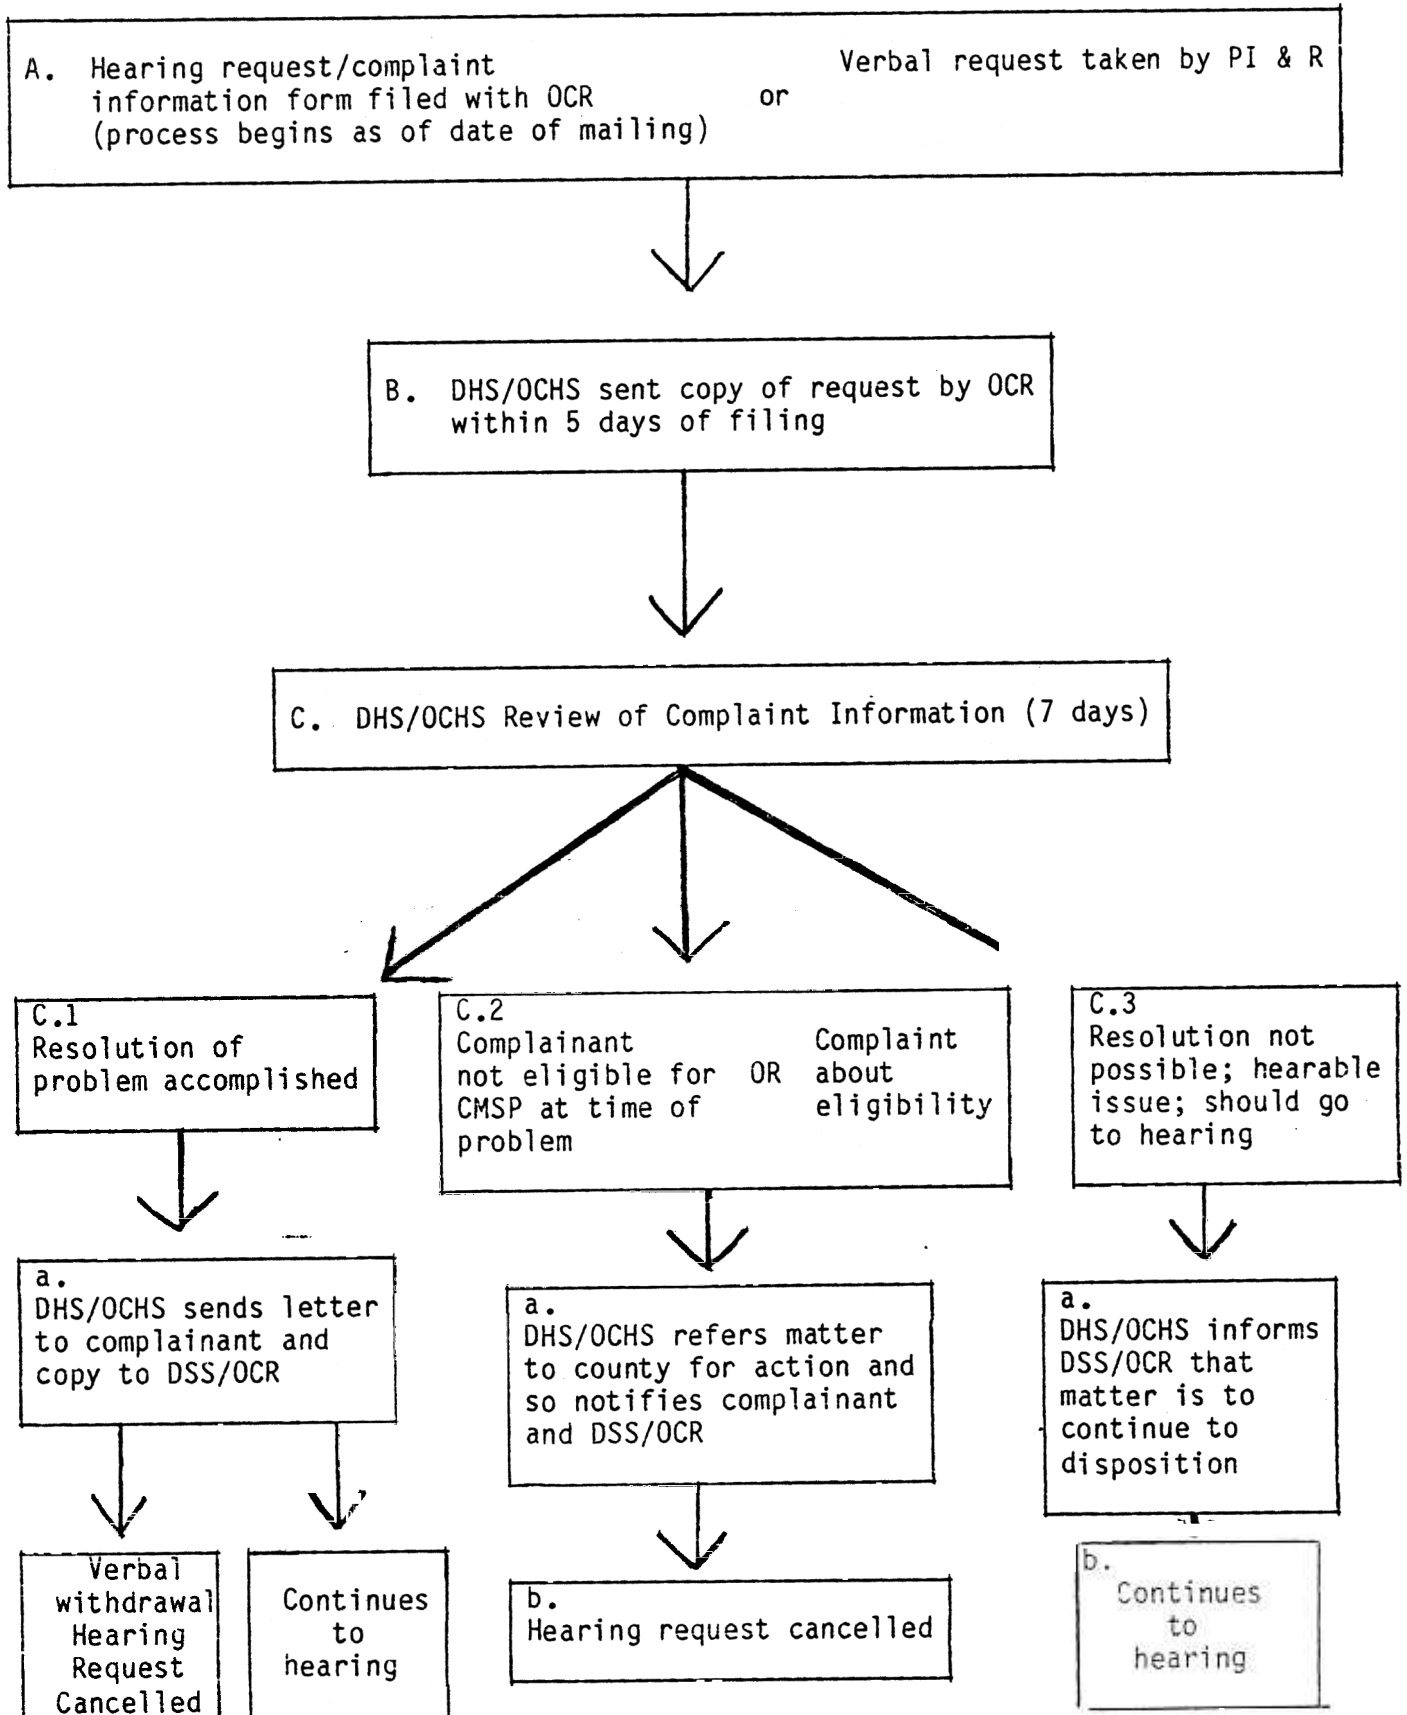 A. Hearing request/complaint
information form filed with OCR
(process begins as of date of mailing)
or
Verbal request taken by PI & R
B. DHS/OCHS sent copy of request by OCR
within 5 days of filing
C. DHS/OCHS Review of Complaint Information (7 days)
C.1
Resolution of
problem accomplished
C.2
Complainant
not eligible for
CMSP at time of
problem
OR
Complaint
about
eligibility
C.3
Resolution not
possible; hearable
issue; should go
to hearing
a.
DHS/OCHS sends letter
to complainant and
copy to DSS/OCR
a.
DHS/OCHS refers matter
to county for action and
so notifies complainant
and DSS/OCR
a.
DHS/OCHS informs
DSS/OCR that
matter is to
continue to
disposition
Verbal
withdrawal
Hearing
Request
Cancelled
Continues
to
hearing
b.
Hearing request cancelled
b.
Continues
to
hearing